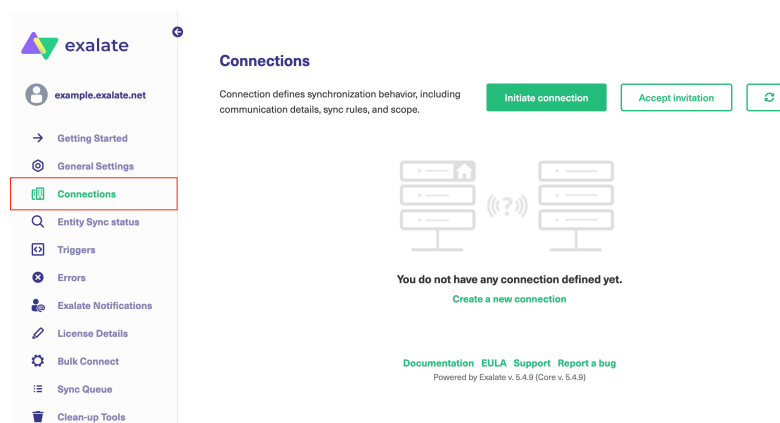 exalate
example.exalate.net
Getting Started
General Settings
Connections
Entity Sync status
Triggers
Errors
Exalate Notifications
License Details
Bulk Connect
Sync Queue
Clean-up Tools
Connections
Connection defines synchronization behavior, including
communication details, sync rules, and scope.
Initiate connection
Accept invitation
((?))
You do not have any connection defined yet.
Create a new connection
Documentation EULA Support Report a bug
Powered by Exalate v. 5.4.9 (Core v. 5.4.9)